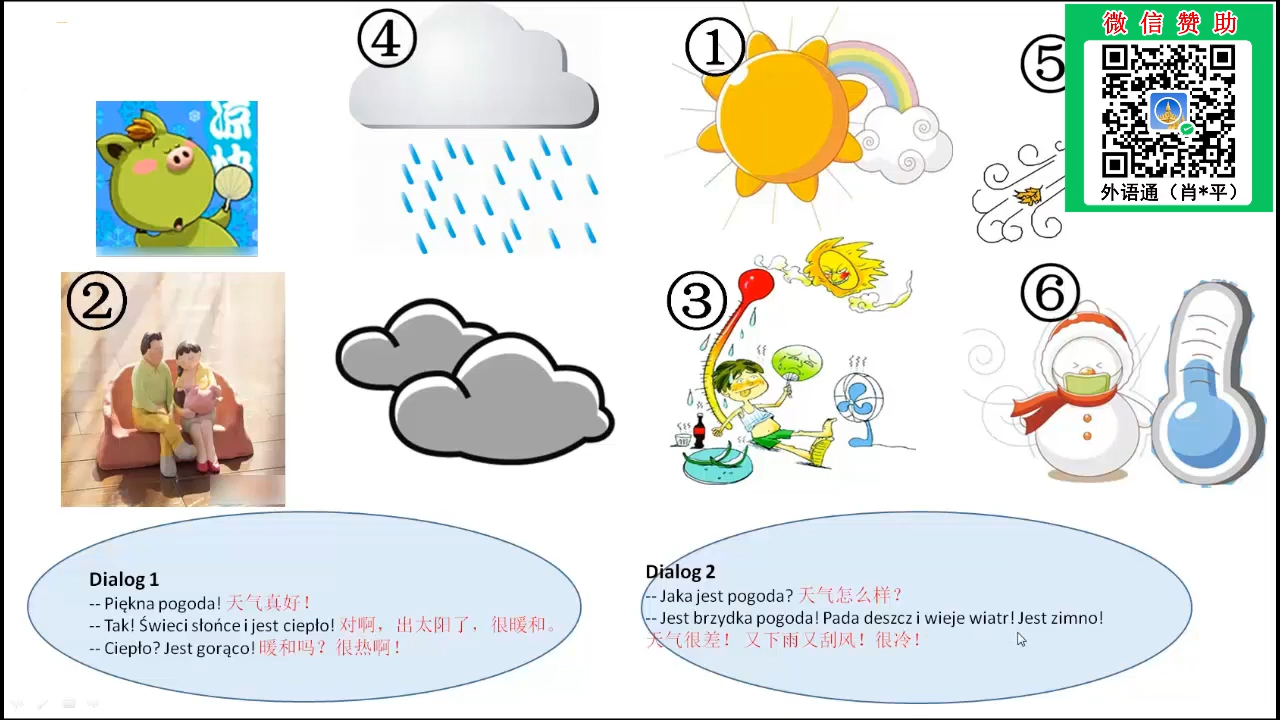 ④
①
⑤
微信赞助
外语通（肖*平）
②
③
⑥
Dialog 1
-- Piękna pogoda! 天气真好！
-- Tak! Świeci słońce i jest ciepło! 对啊，出太阳了，很暖和。
-- Ciepło? Jest gorąco! 暖和吗？很热啊！
Dialog 2
-- Jaka jest pogoda? 天气怎么样？
-- Jest brzydka pogoda! Pada deszcz i wieje wiatr! Jest zimno!
天气很差！又下雨又刮风！很冷！